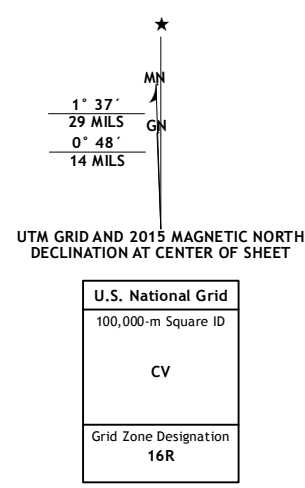 ★
MN
1° 37´
29 MILS
GN
0° 48´
14 MILS
UTM GRID AND 2015 MAGNETIC NORTH
DECLINATION AT CENTER OF SHEET
U.S. National Grid
100,000-m Square ID
CV
Grid Zone Designation
16R